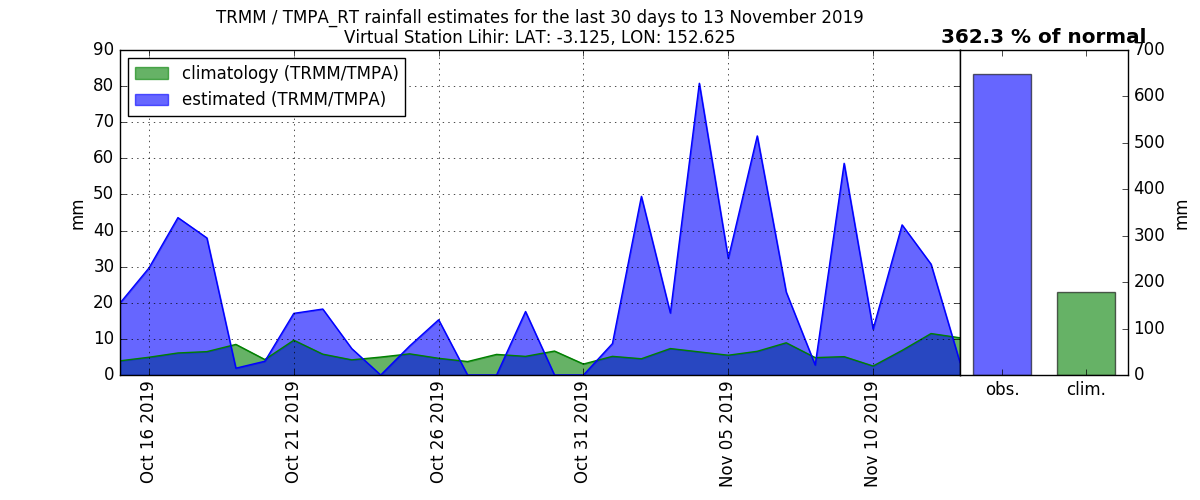 TRMM / TMPA_RT rainfall estimates for the last 30 days to 13 November 2019
Virtual Station Lihir: LAT: -3.125, LON: 152.625
362.3 % of normal
climatology (TRMM/TMPA)
estimated (TRMM/TMPA)
90
80
70
60
50
40
30
20
10
0
mm
Oct 16 2019
Oct 21 2019
Oct 26 2019
Oct 31 2019
Nov 05 2019
Nov 10 2019
obs.
clim.
700
600
500
400
300
200
100
0
mm